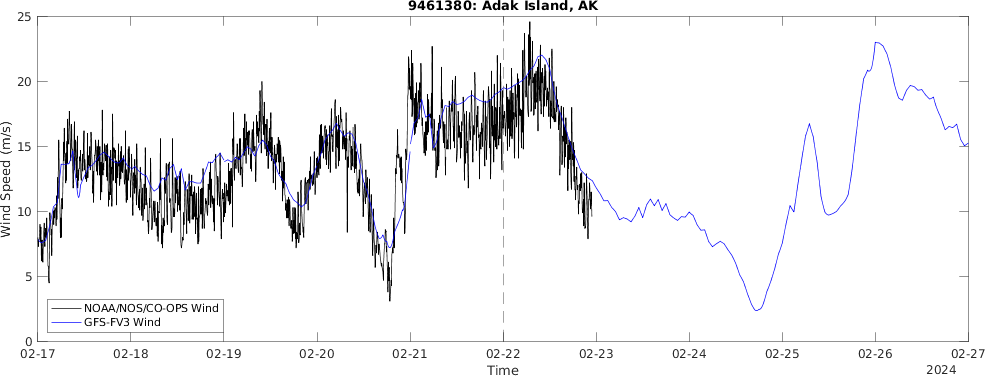 9461380: Adak Island, AK
Wind Speed (m/s)
25
20
15
10
5
0
NOAA/NOS/CO-OPS Wind
GFS-FV3 Wind
02-17 02-18 02-19 02-20 02-21 02-22 02-23 02-24 02-25 02-26 02-27
Time
2024